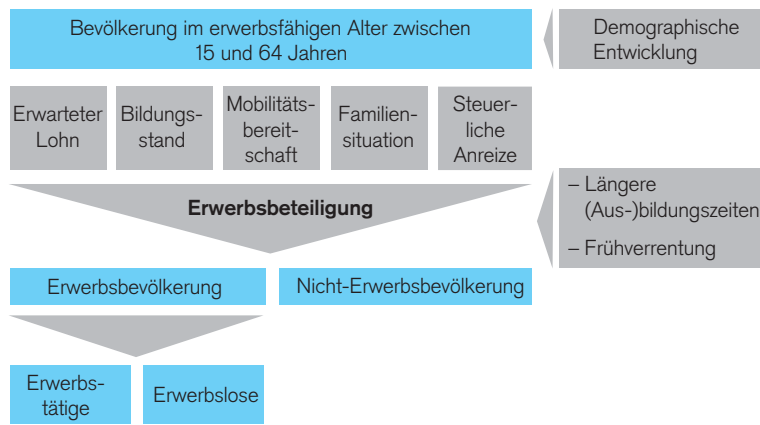 Bevölkerung im erwerbsfähigen Alter zwischen
15 und 64 Jahren
Demographische
Entwicklung
Erwarteter
Lohn
Bildungs-
stand
Mobilitäts-
bereit-
schaft
Familien-
situation
Steuer-
liche
Anreize
Erwerbsbeteiligung
– Längere
(Aus-)bildungszeiten
– Frühverrentung
Erwerbsbevölkerung
Nicht-Erwerbsbevölkerung
Erwerbs-
tätige
Erwerbslose